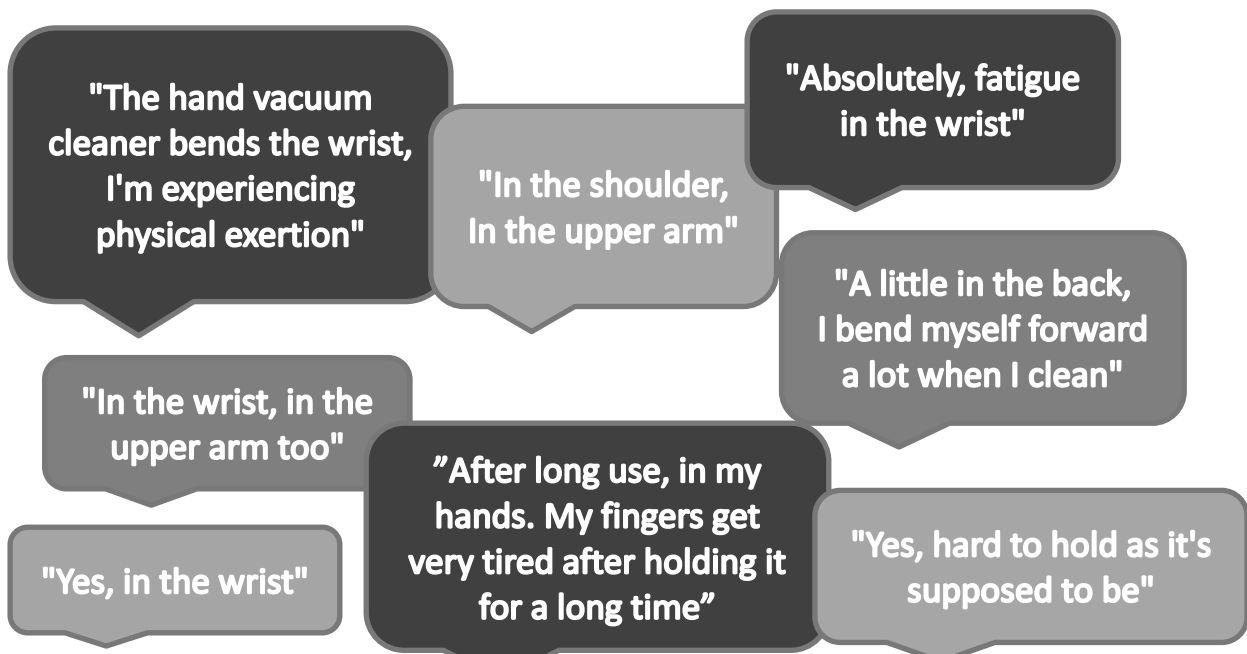 "The hand vacuum
cleaner bends the wrist,
I'm experiencing
physical exertion"
"In the shoulder,
In the upper arm"
"Absolutely, fatigue
in the wrist"
"A little in the back,
I bend myself forward
a lot when I clean"
"In the wrist, in the
upper arm too"
”After long use, in my
hands. My fingers get
very tired after holding it
for a long time”
"Yes, in the wrist"
"Yes, hard to hold as it's
supposed to be"